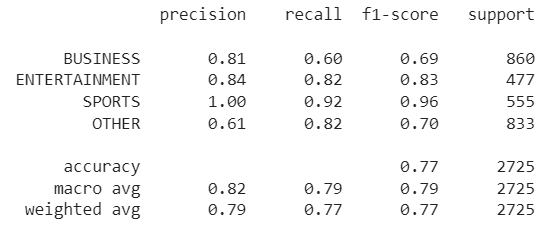 precision recall f1-score support
BUSINESS 0.81 0.60 0.69 860
ENTERTAINMENT 0.84 0.82 0.83 477
SPORTS 1.00 0.92 0.96 555
OTHER 0.61 0.82 0.70 833
accuracy 0.77 2725
macro avg 0.82 0.79 0.79 2725
weighted avg 0.79 0.77 0.77 2725